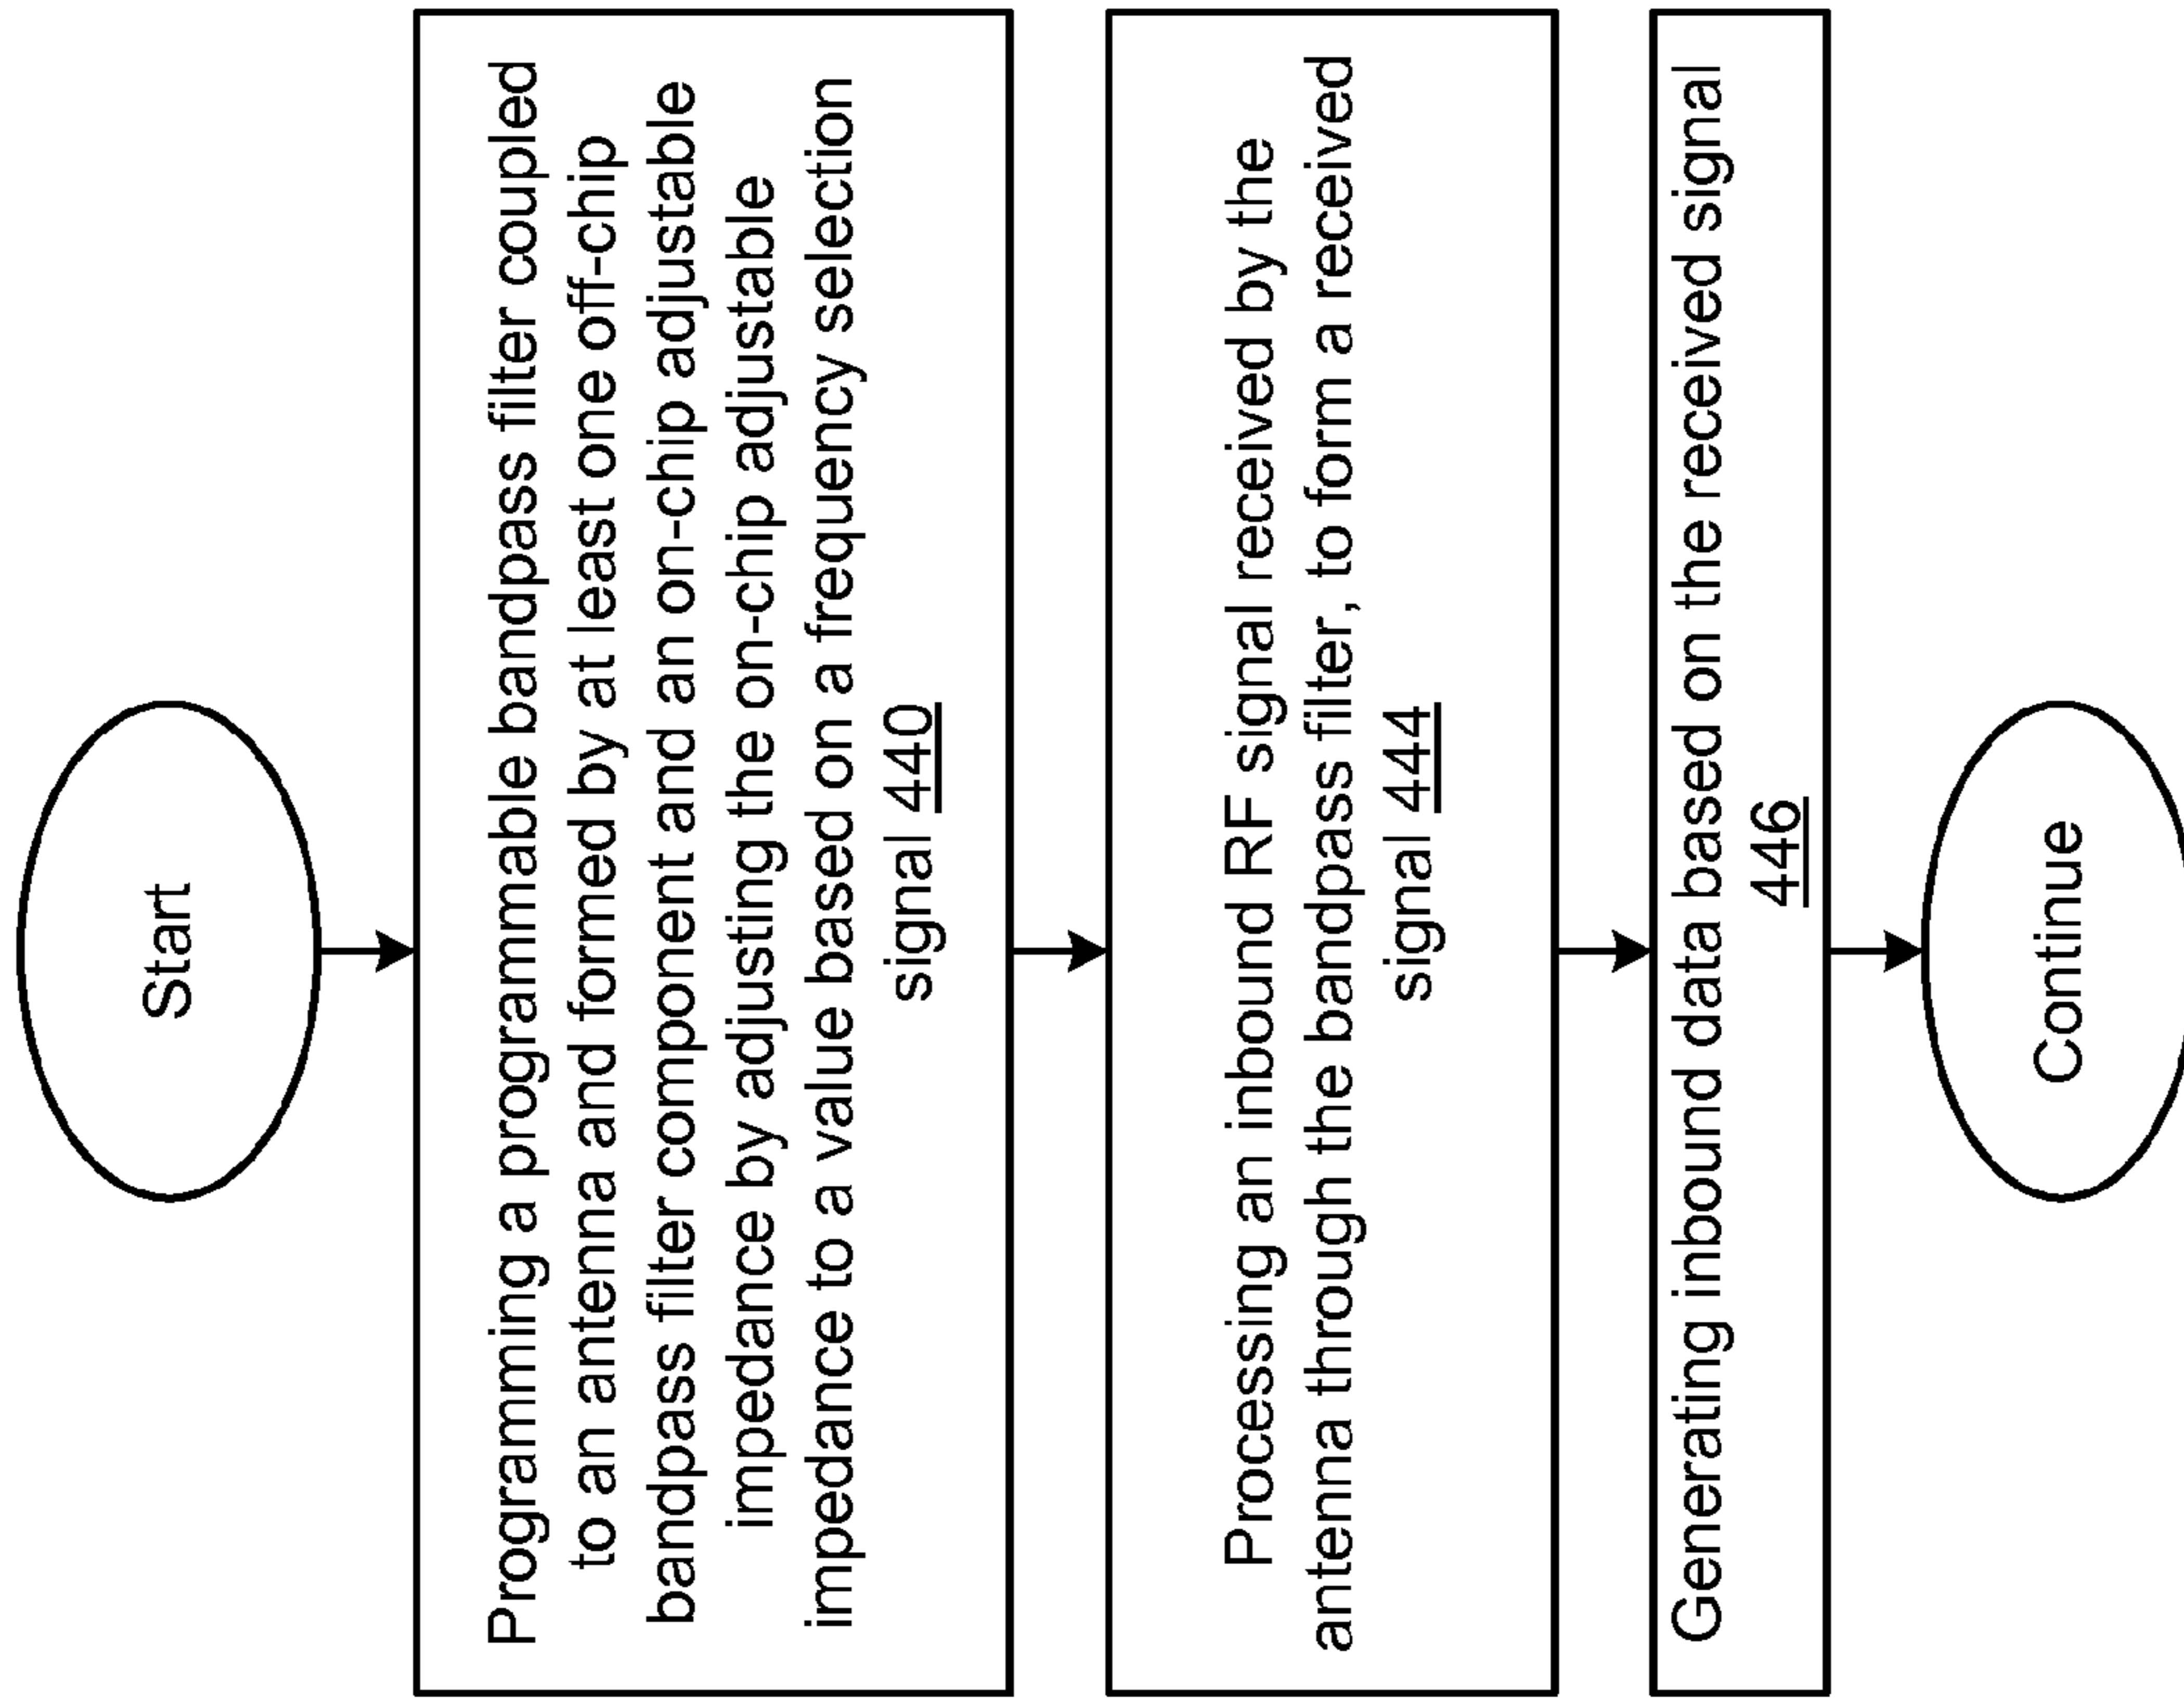 Start
Programming a programmable bandpass filter coupled
to an antenna and formed by at least one off-chip
bandpass filter component and an on-chip adjustable
impedance by adjusting the on-chip adjustable
impedance to a value based on a frequency selection
signal 440
Processing an inbound RF signal received by the
antenna through the bandpass filter, to form a received
signal 444
Generating inbound data based on the received signal
446
Continue